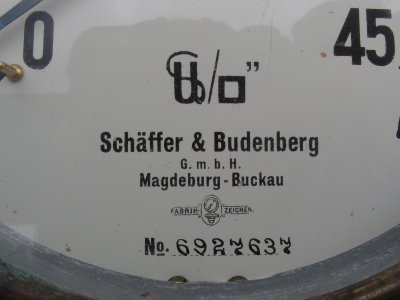 0 45
℔/□"
Schäffer & Budenberg
G. m. b. H.
Magdeburg-Buckau
FABRIK- ZEICHEN.
No. 6927637